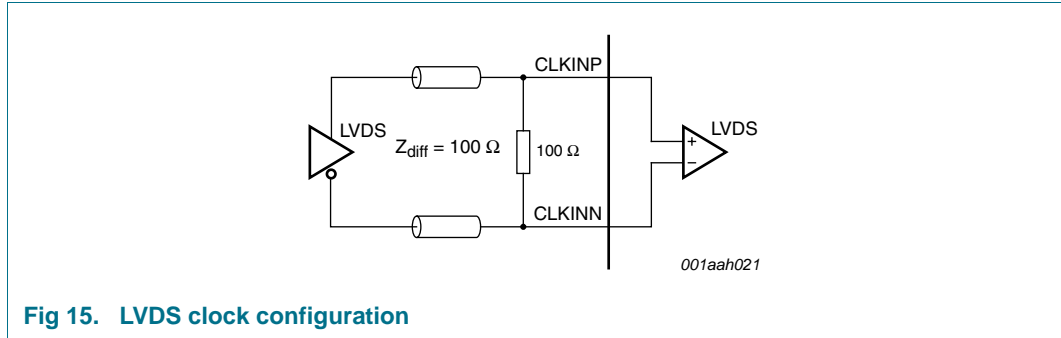 CLKINP
LVDS
LVDS
Zdiff = 100 Ω
100 Ω
+
−
CLKINN
001aah021
Fig 15. LVDS clock configuration